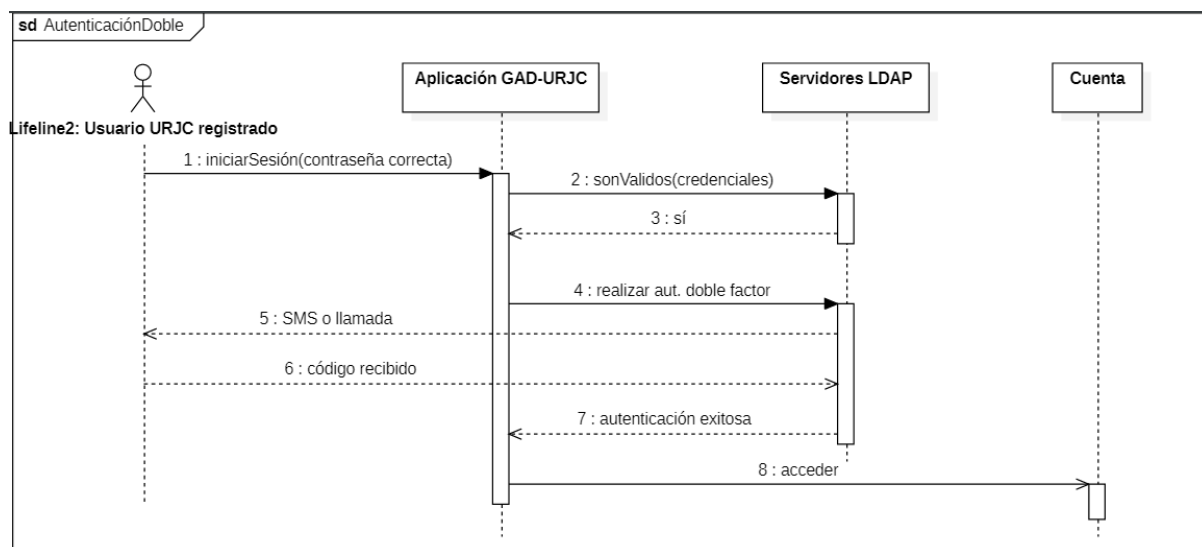 sd AutenticaciónDoble
Aplicación GAD-URJC
Servidores LDAP
Cuenta
Lifeline2: Usuario URJC registrado
1 : iniciarSesión(contraseña correcta)
2 : sonValidos(credenciales)
3 : sí
4 : realizar aut. doble factor
5 : SMS o llamada
6 : código recibido
7 : autenticación exitosa
8 : acceder